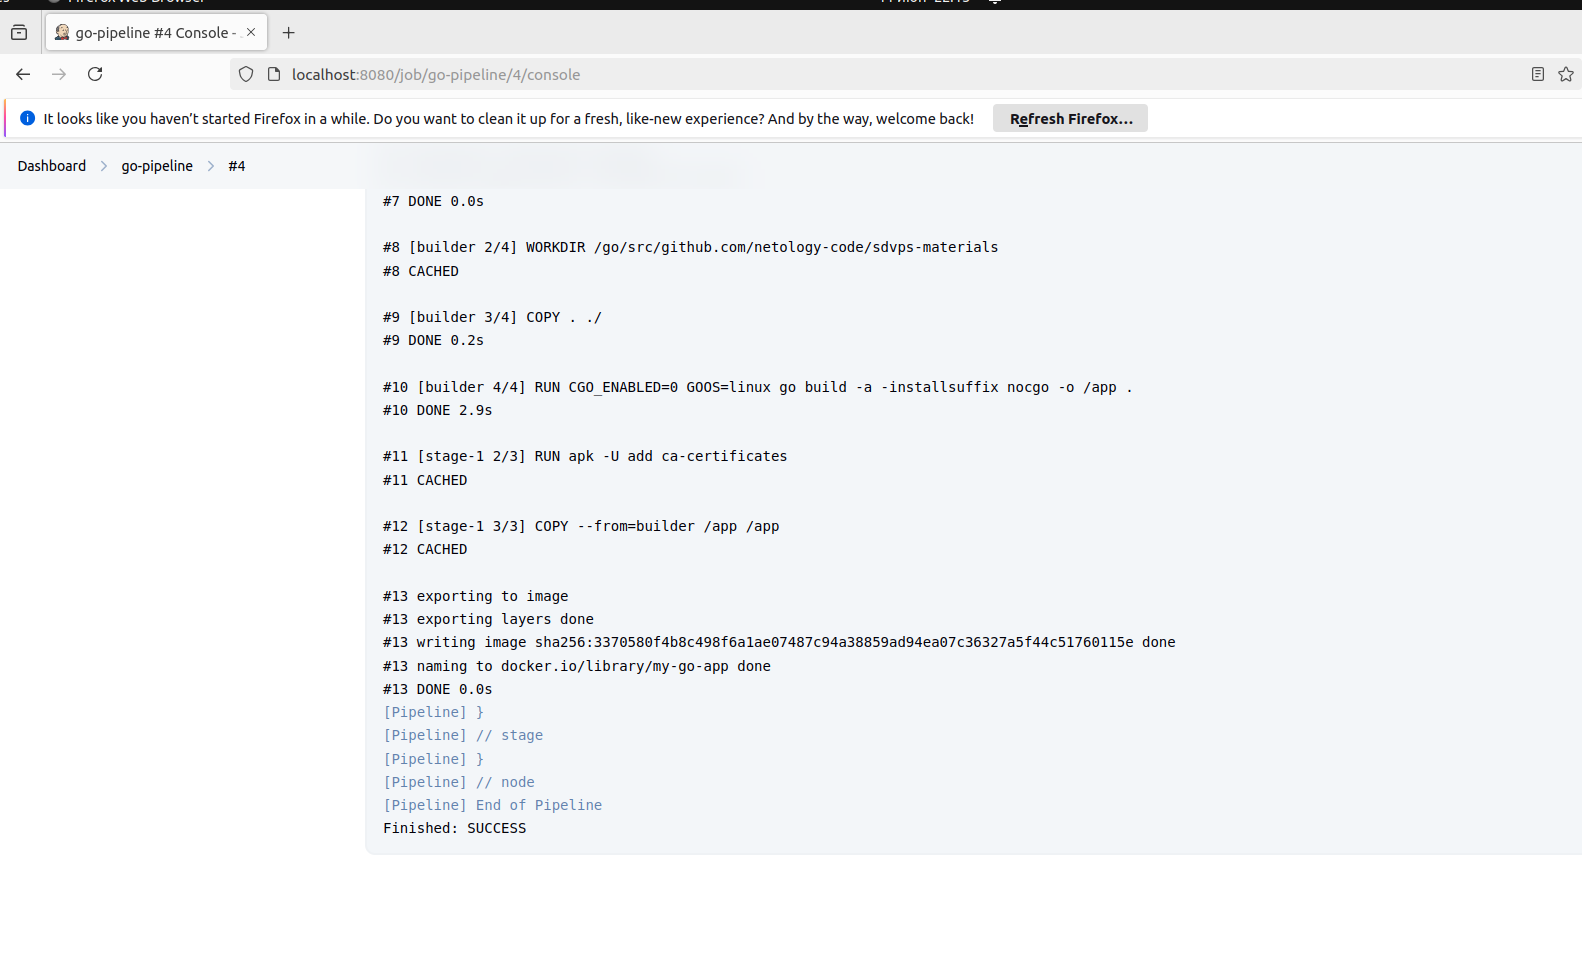 go-pipeline #4 Console -
localhost:8080/job/go-pipeline/4/console
It looks like you haven’t started Firefox in a while. Do you want to clean it up for a fresh, like-new experience? And by the way, welcome back! Refresh Firefox…
Dashboard go-pipeline #4
#7 DONE 0.0s
#8 [builder 2/4] WORKDIR /go/src/github.com/netology-code/sdvps-materials
#8 CACHED
#9 [builder 3/4] COPY . ./
#9 DONE 0.2s
#10 [builder 4/4] RUN CGO_ENABLED=0 GOOS=linux go build -a -installsuffix nocgo -o /app .
#10 DONE 2.9s
#11 [stage-1 2/3] RUN apk -U add ca-certificates
#11 CACHED
#12 [stage-1 3/3] COPY --from=builder /app /app
#12 CACHED
#13 exporting to image
#13 exporting layers done
#13 writing image sha256:3370580f4b8c498f6a1ae07487c94a38859ad94ea07c36327a5f44c51760115e done
#13 naming to docker.io/library/my-go-app done
#13 DONE 0.0s
[Pipeline] }
[Pipeline] // stage
[Pipeline] }
[Pipeline] // node
[Pipeline] End of Pipeline
Finished: SUCCESS